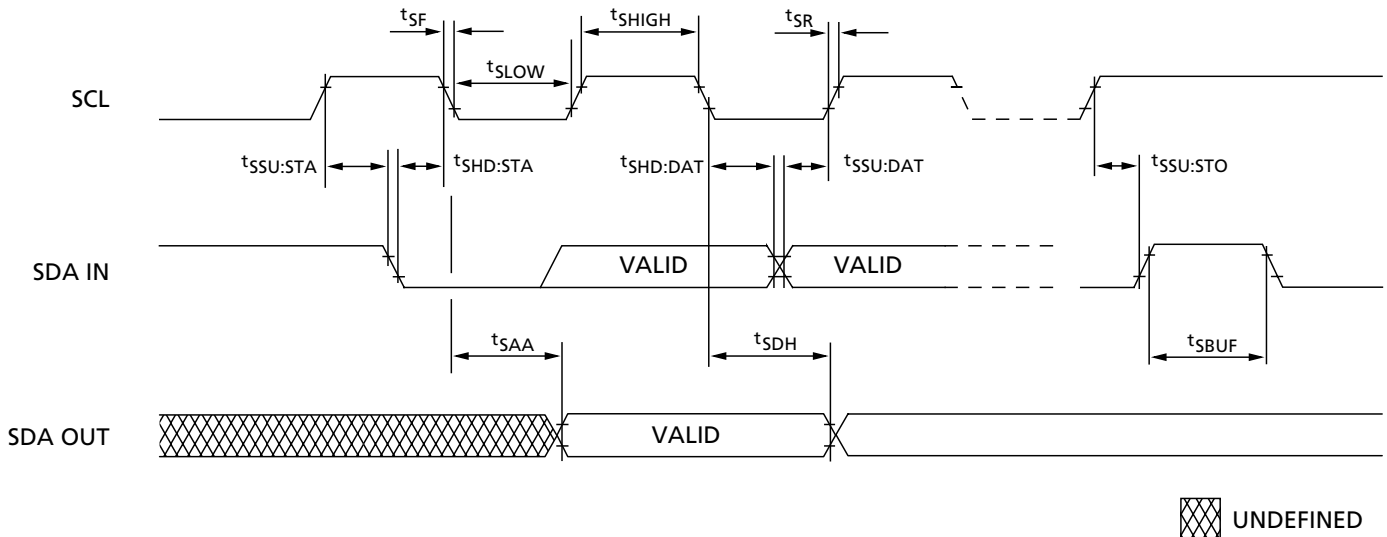 tSF
tSHIGH
tSR
tSLOW
SCL
tSSU:STA
tSHD:STA
tSHD:DAT
tSSU:DAT
tSSU:STO
SDA IN
VALID
VALID
tSAA
tSDH
tSBUF
SDA OUT
VALID
UNDEFINED